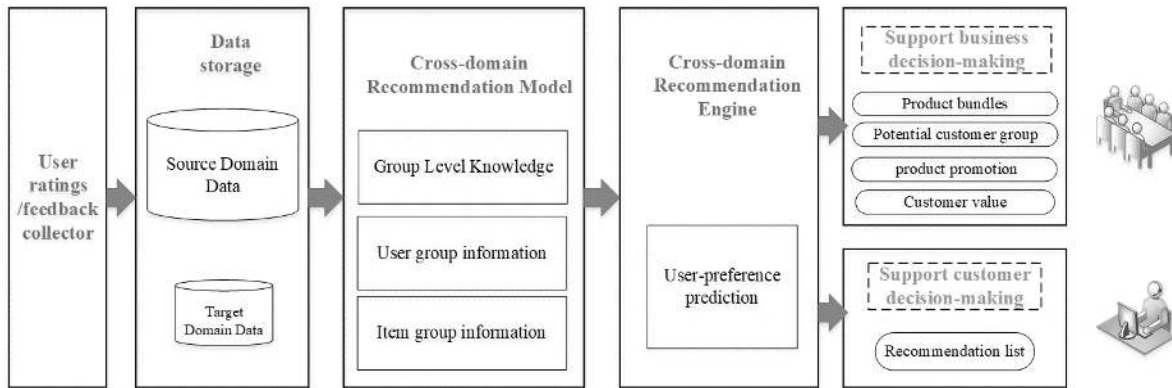 User
ratings
/feedback
collector
Data
storage
Source Domain
Data
Target
Domain Data
Cross-domain
Recommendation Model
Group Level Knowledge
User group information
Item group information
Cross-domain
Recommendation
Engine
User-preference
prediction
Support business
decision-making
Product bundles
Potential customer group
product promotion
Customer value
Support customer
decision-making
Recommendation list